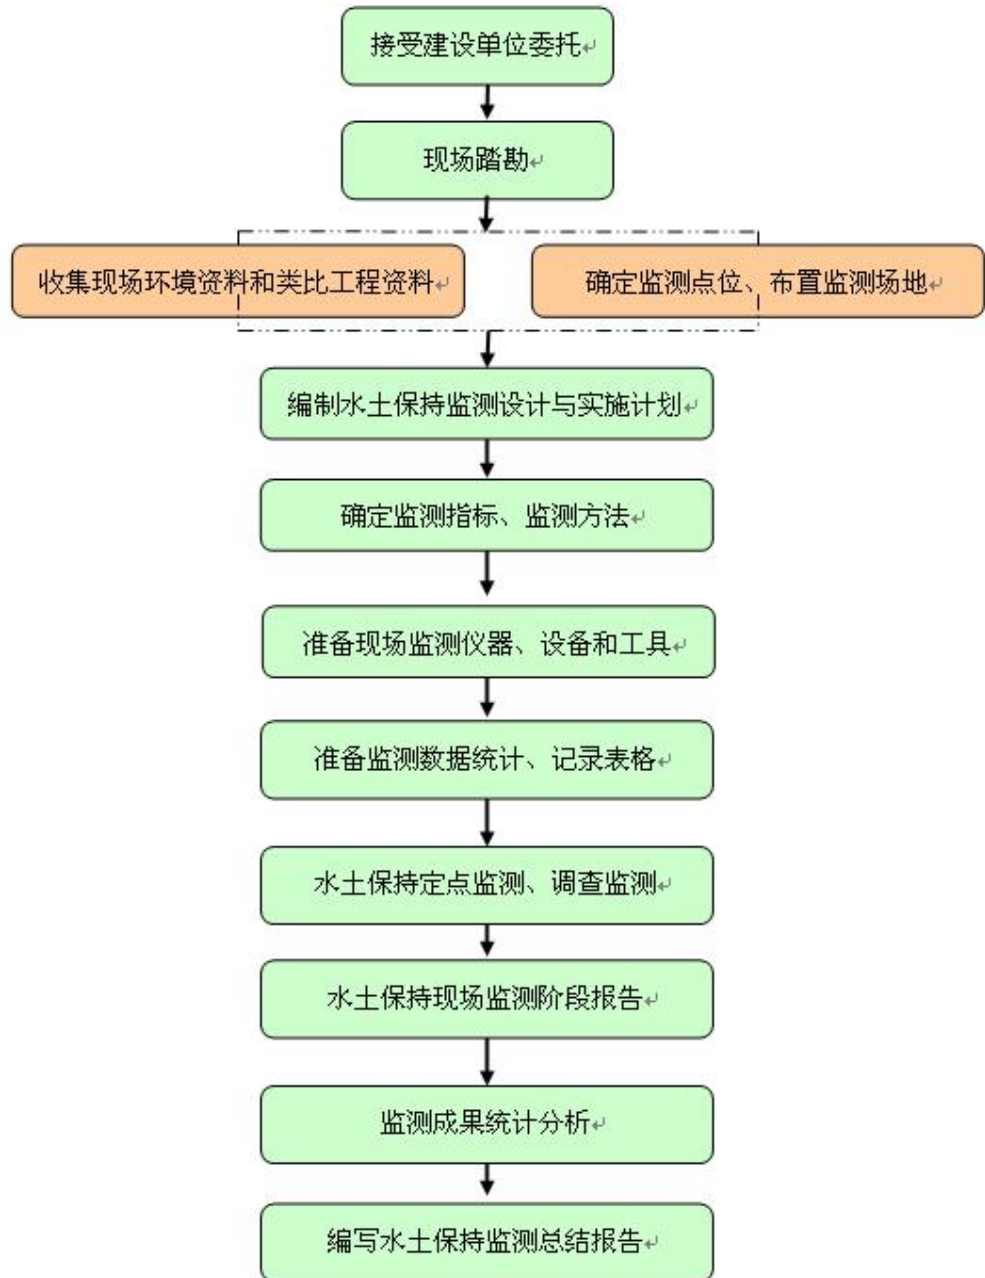 接受建设单位委托↵
现场踏勘↵
收集现场环境资料和类比工程资料↵
确定监测点位、布置监测场地↵
编制水土保持监测设计与实施计划↵
确定监测指标、监测方法↵
准备现场监测仪器、设备和工具↵
准备监测数据统计、记录表格↵
水土保持定点监测、调查监测↵
水土保持现场监测阶段报告↵
监测成果统计分析↵
编写水土保持监测总结报告↵